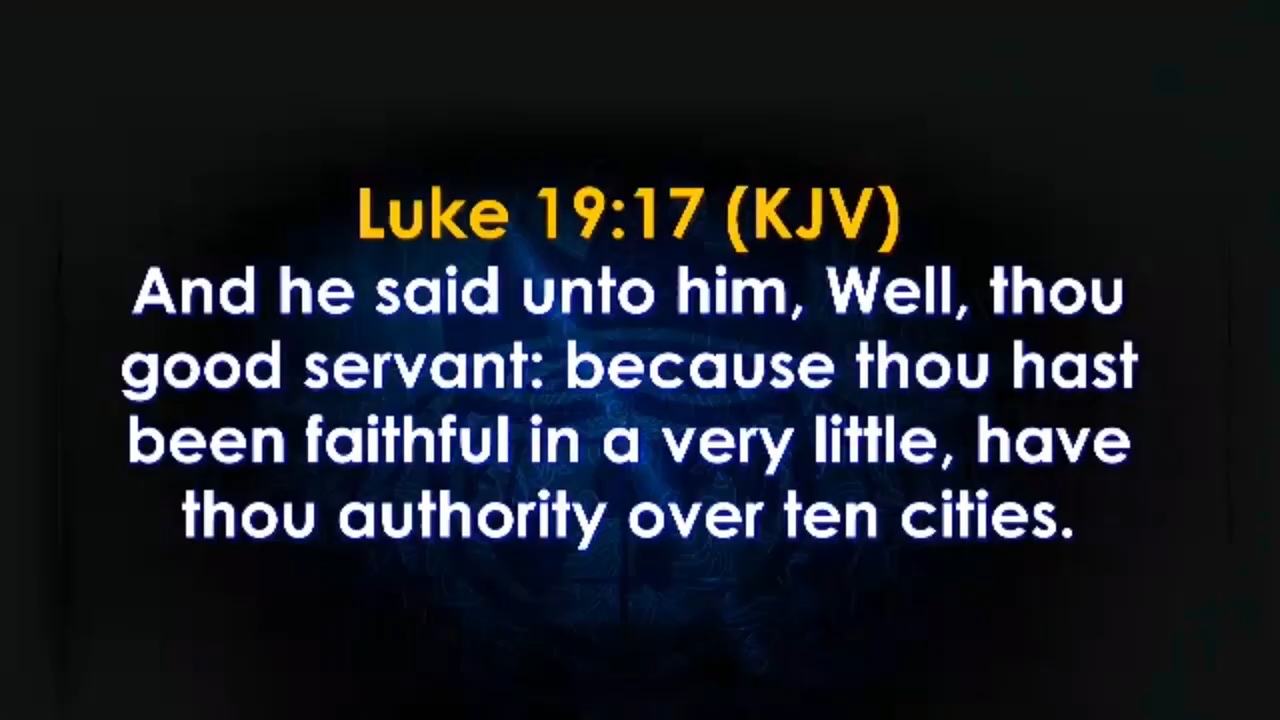 Luke 19:17 (KJV)
And he said unto him, Well, thou
good servant: because thou hast
been faithful in a very little, have
thou authority over ten cities.